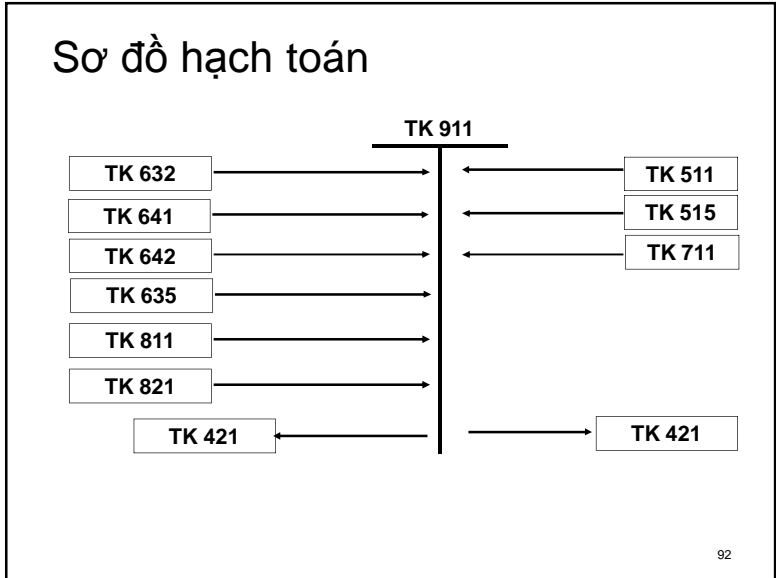 Sơ đồ hạch toán
TK 911
TK 632
TK 511
TK 641
TK 515
TK 642
TK 711
TK 635
TK 811
TK 821
TK 421
TK 421
92